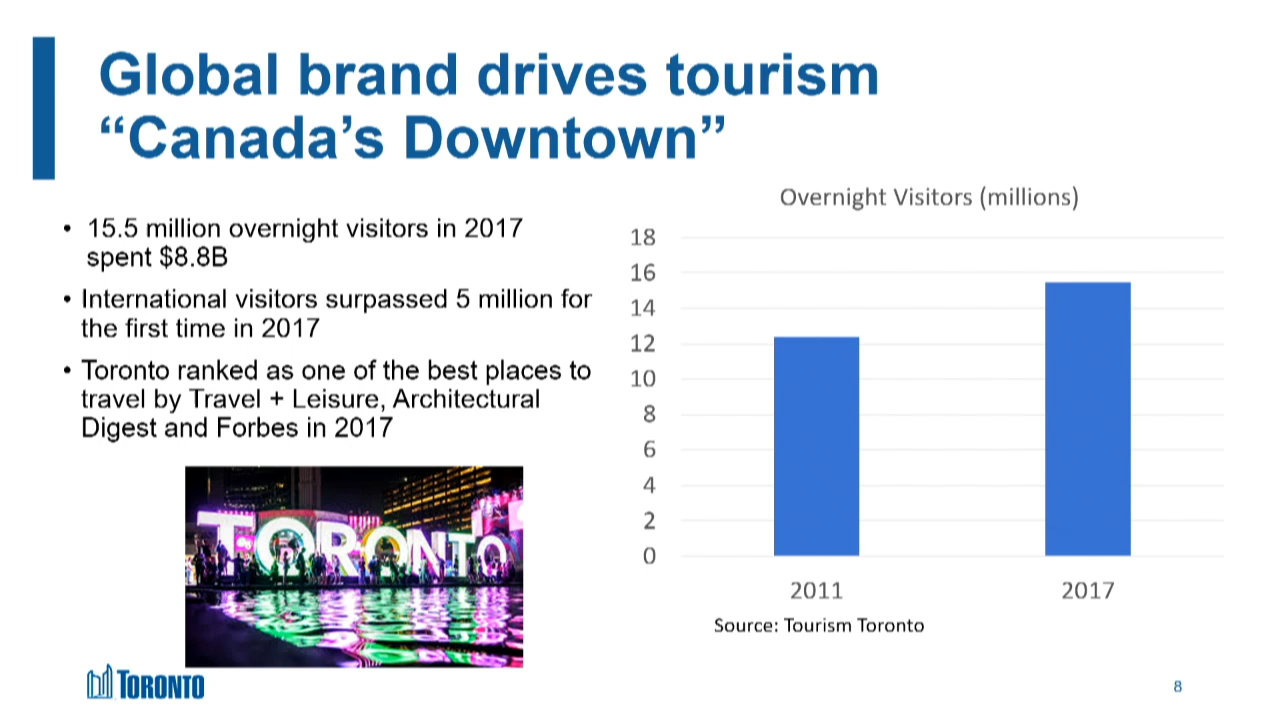 Global brand drives tourism
“Canada’s Downtown”
• 15.5 million overnight visitors in 2017
spent $8.8B
• International visitors surpassed 5 million for
the first time in 2017
• Toronto ranked as one of the best places to
travel by Travel + Leisure, Architectural
Digest and Forbes in 2017
TORONTO
TORONTO
Overnight Visitors (millions)
18
16
14
12
10
8
6
4
2
0
2011 2017
Source: Tourism Toronto
8